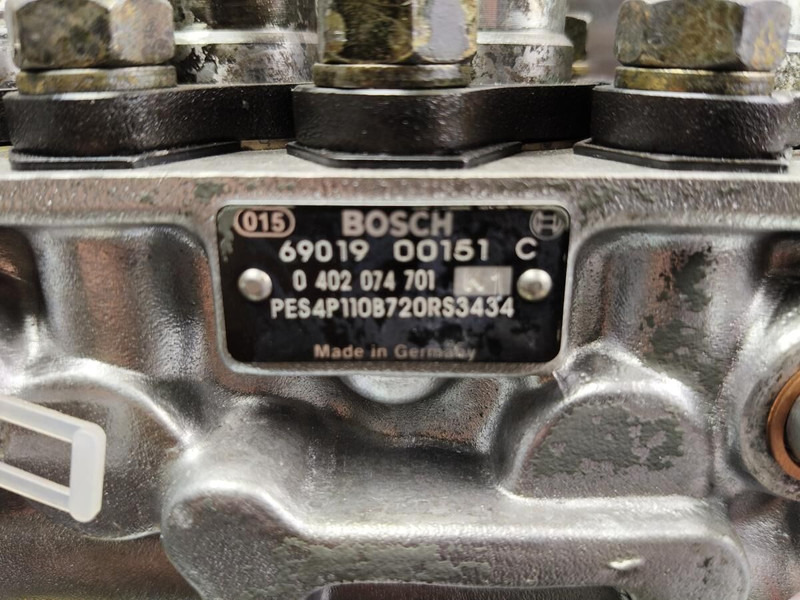 015 BOSCH
69019 00151 C
0 402 074 701
PES4P110B720RS3434
Made in Germany